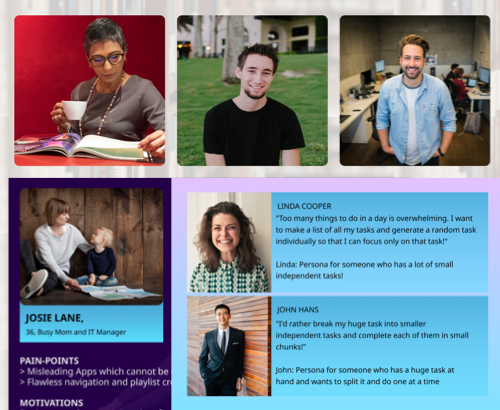 JOSIE LANE,
36, Busy Mom and IT Manager
PAIN-POINTS
> Misleading Apps which cannot be
> Flawless navigation and playlist cr
MOTIVATIONS
LINDA COOPER
"Too many things to do in a day is overwhelming. I want
to make a list of all my tasks and generate a random task
individually so that I can focus only on that task!"
Linda: Persona for someone who has a lot of small
independent tasks!
JOHN HANS
"I'd rather break my huge task into smaller
independent tasks and complete each of them in small
chunks!"
John: Persona for someone who has a huge task at
hand and wants to split it and do one at a time